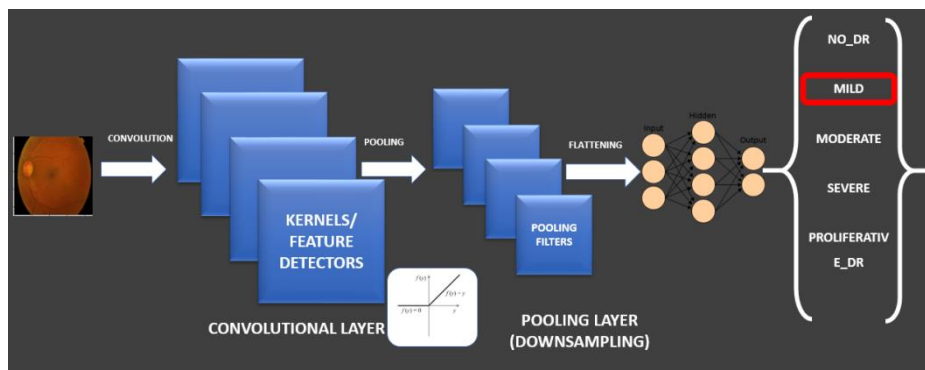 CONVOLUTION
KERNELS/
FEATURE
DETECTORS
CONVOLUTIONAL LAYER
f(y)
f(y)=y
f(y)=0
y
POOLING
POOLING
FILTERS
POOLING LAYER
(DOWNSAMPLING)
FLATTENING
Input
Hidden
Output
NO_DR
MILD
MODERATE
SEVERE
PROLIFERATIV
E_DR